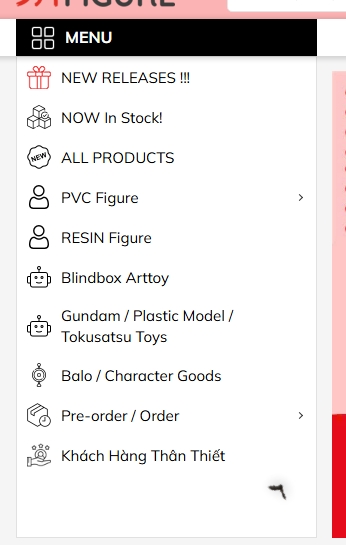 FIGURE
MENU
NEW RELEASES !!!
NOW In Stock!
NEW
ALL PRODUCTS
PVC Figure
RESIN Figure
Blindbox Arttoy
Gundam / Plastic Model /
Tokusatsu Toys
Balo / Character Goods
Pre-order / Order
Khách Hàng Thân Thiết